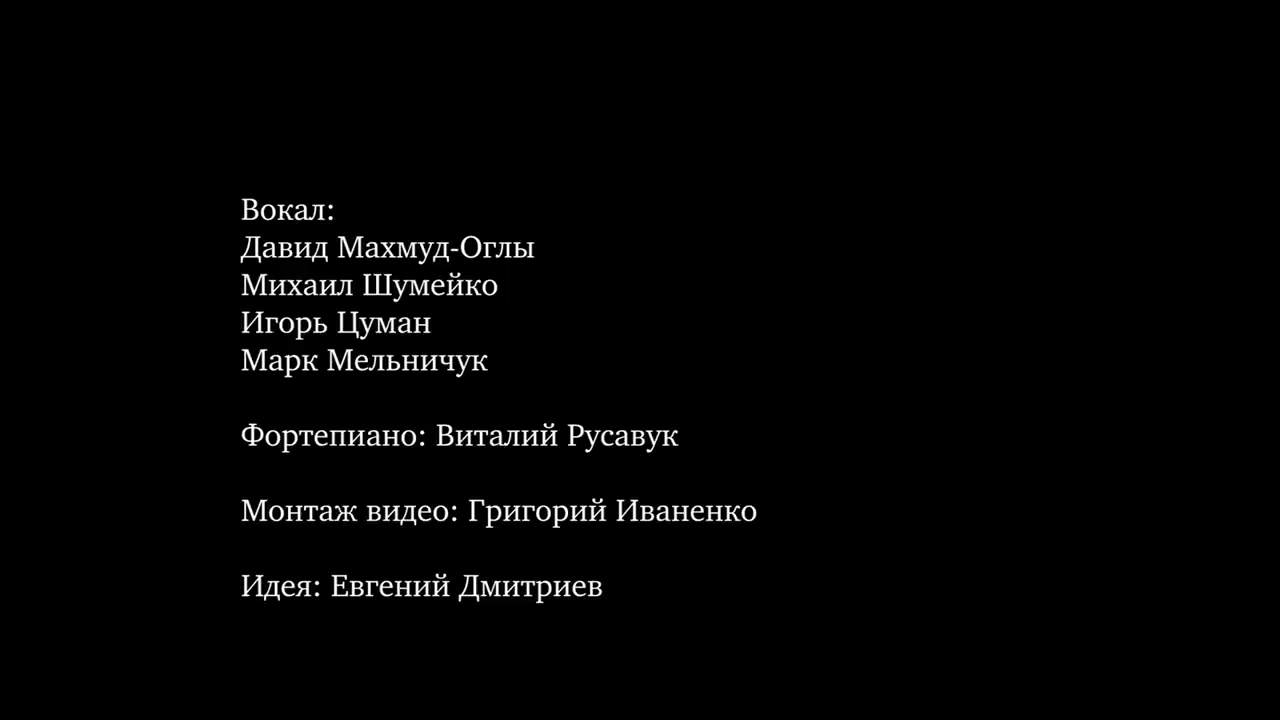 Вокал:
Давид Махмуд-Оглы
Михаил Шумейко
Игорь Цуман
Марк Мельничук
Фортепиано: Виталий Русавук
Монтаж видео: Григорий Иваненко
Идея: Евгений Дмитриев